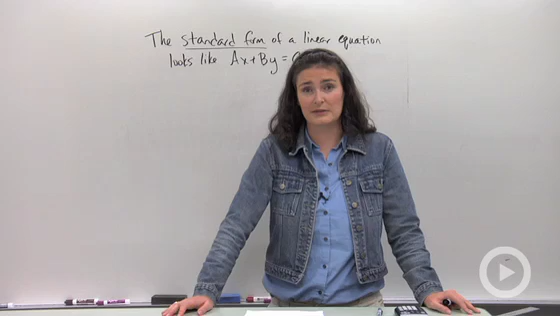 The standard form of a linear equation
looks like Ax + By =